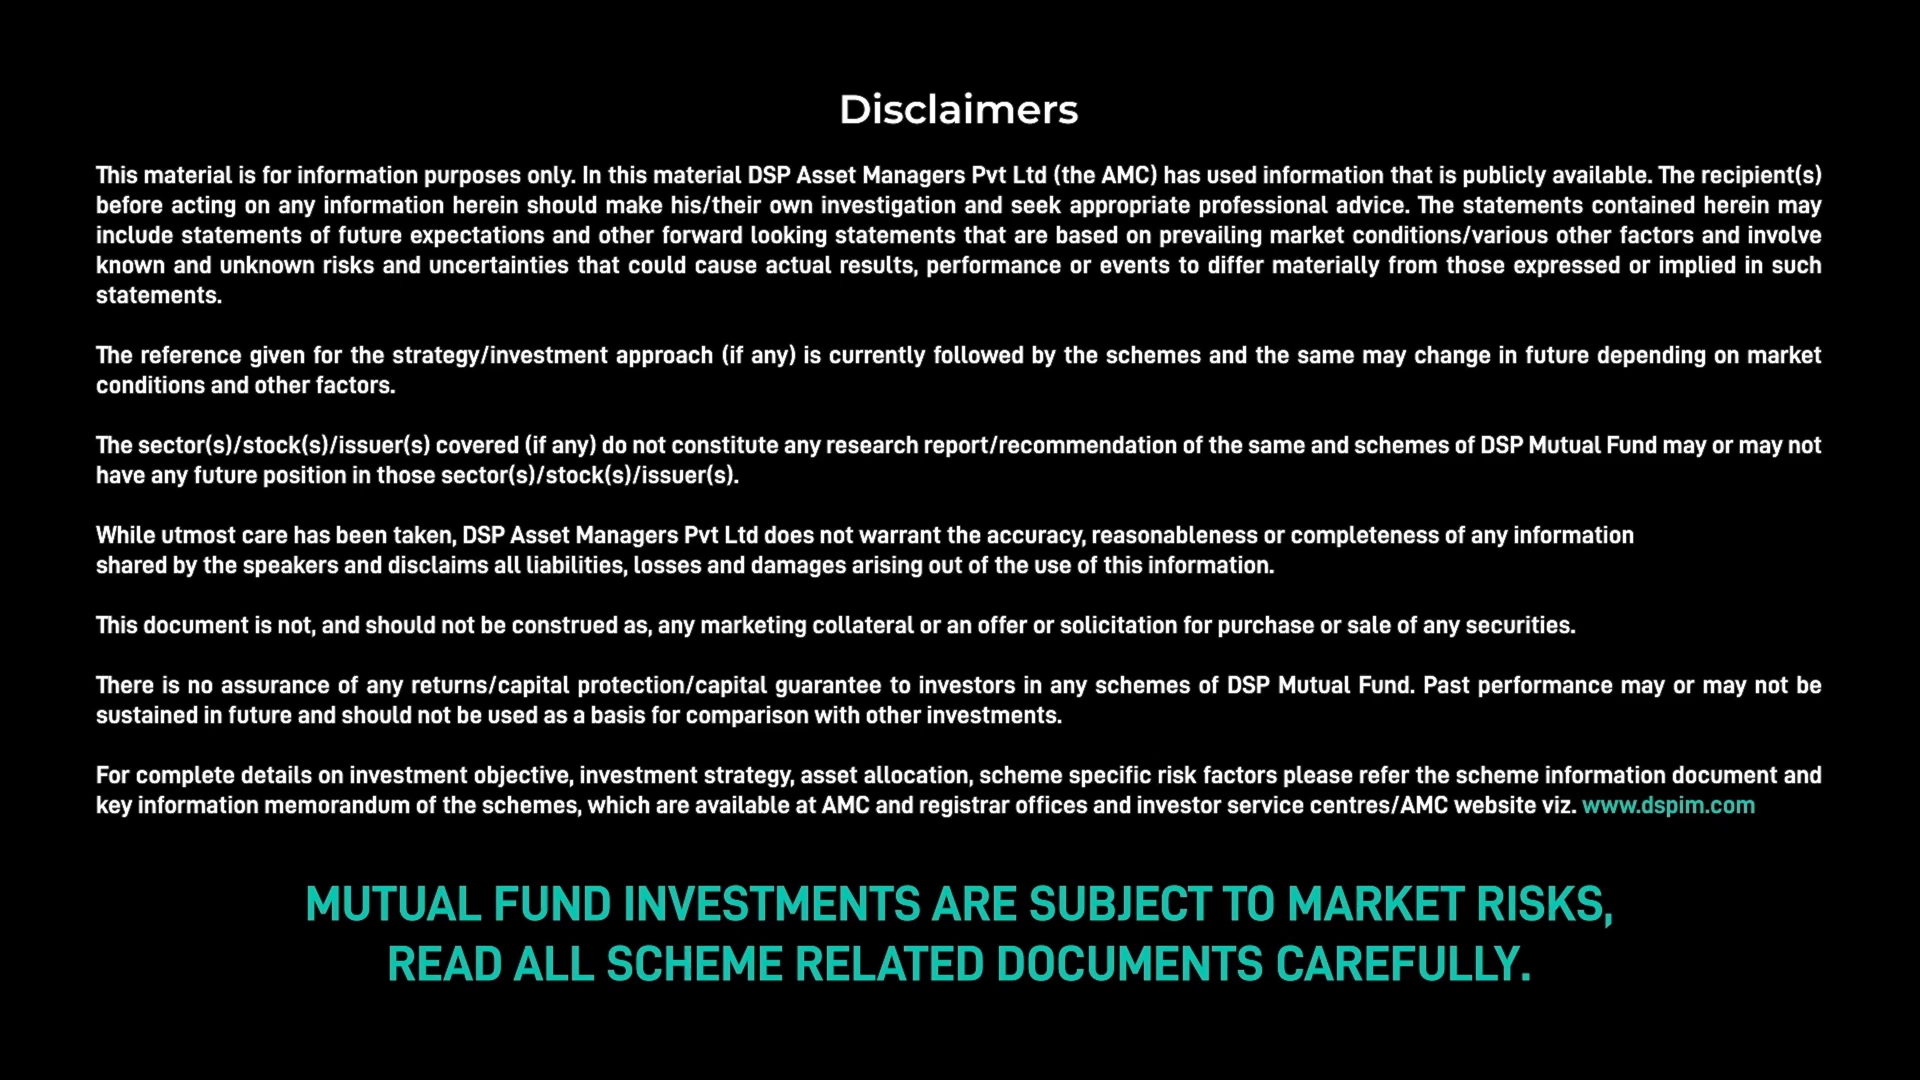 Disclaimers
This material is for information purposes only. In this material DSP Asset Managers Pvt Ltd (the AMC) has used information that is publicly available. The recipient(s)
before acting on any information herein should make his/their own investigation and seek appropriate professional advice. The statements contained herein may
include statements of future expectations and other forward looking statements that are based on prevailing market conditions/various other factors and involve
known and unknown risks and uncertainties that could cause actual results, performance or events to differ materially from those expressed or implied in such
statements.
The reference given for the strategy/investment approach (if any) is currently followed by the schemes and the same may change in future depending on market
conditions and other factors.
The sector(s)/stock(s)/issuer(s) covered (if any) do not constitute any research report/recommendation of the same and schemes of DSP Mutual Fund may or may not
have any future position in those sector(s)/stock(s)/issuer(s).
While utmost care has been taken, DSP Asset Managers Pvt Ltd does not warrant the accuracy, reasonableness or completeness of any information
shared by the speakers and disclaims all liabilities, losses and damages arising out of the use of this information.
This document is not, and should not be construed as, any marketing collateral or an offer or solicitation for purchase or sale of any securities.
There is no assurance of any returns/capital protection/capital guarantee to investors in any schemes of DSP Mutual Fund. Past performance may or may not be
sustained in future and should not be used as a basis for comparison with other investments.
For complete details on investment objective, investment strategy, asset allocation, scheme specific risk factors please refer the scheme information document and
key information memorandum of the schemes, which are available at AMC and registrar offices and investor service centres/AMC website viz. www.dspim.com
MUTUAL FUND INVESTMENTS ARE SUBJECT TO MARKET RISKS,
READ ALL SCHEME RELATED DOCUMENTS CAREFULLY.